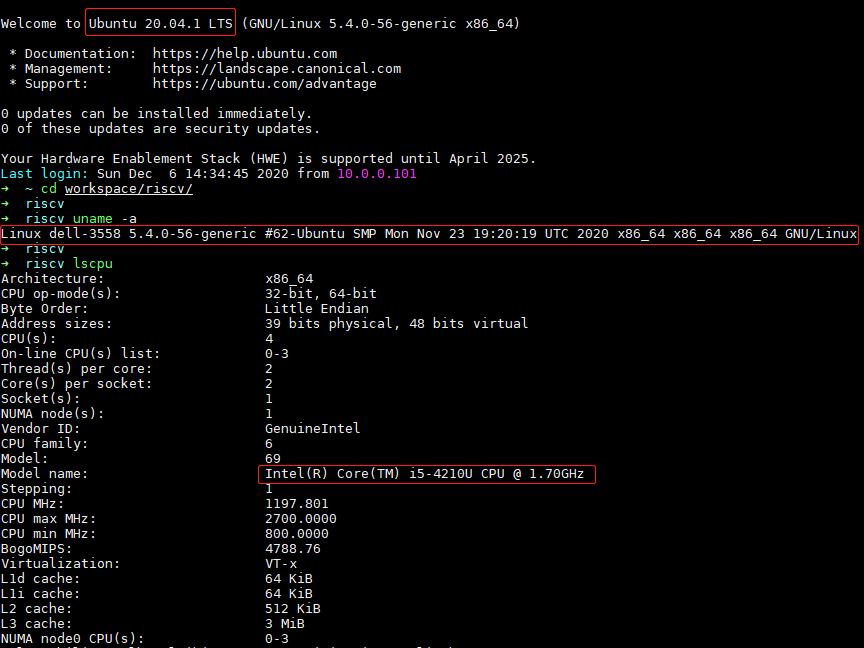 Welcome to Ubuntu 20.04.1 LTS (GNU/Linux 5.4.0-56-generic x86_64)
* Documentation: https://help.ubuntu.com
* Management: https://landscape.canonical.com
* Support: https://ubuntu.com/advantage
0 updates can be installed immediately.
0 of these updates are security updates.
Your Hardware Enablement Stack (HWE) is supported until April 2025.
Last login: Sun Dec 6 14:34:45 2020 from 10.0.0.101
→ ~ cd workspace/riscv/
→ riscv
→ riscv uname -a
Linux dell-3558 5.4.0-56-generic #62-Ubuntu SMP Mon Nov 23 19:20:19 UTC 2020 x86_64 x86_64 x86_64 GNU/Linux
→ riscv
→ riscv lscpu
Architecture: x86_64
CPU op-mode(s): 32-bit, 64-bit
Byte Order: Little Endian
Address sizes: 39 bits physical, 48 bits virtual
CPU(s): 4
On-line CPU(s) list: 0-3
Thread(s) per core: 2
Core(s) per socket: 2
Socket(s): 1
NUMA node(s): 1
Vendor ID: GenuineIntel
CPU family: 6
Model: 69
Model name: Intel(R) Core(TM) i5-4210U CPU @ 1.70GHz
Stepping: 1
CPU MHz: 1197.801
CPU max MHz: 2700.0000
CPU min MHz: 800.0000
BogoMIPS: 4788.76
Virtualization: VT-x
L1d cache: 64 KiB
L1i cache: 64 KiB
L2 cache: 512 KiB
L3 cache: 3 MiB
NUMA node0 CPU(s): 0-3